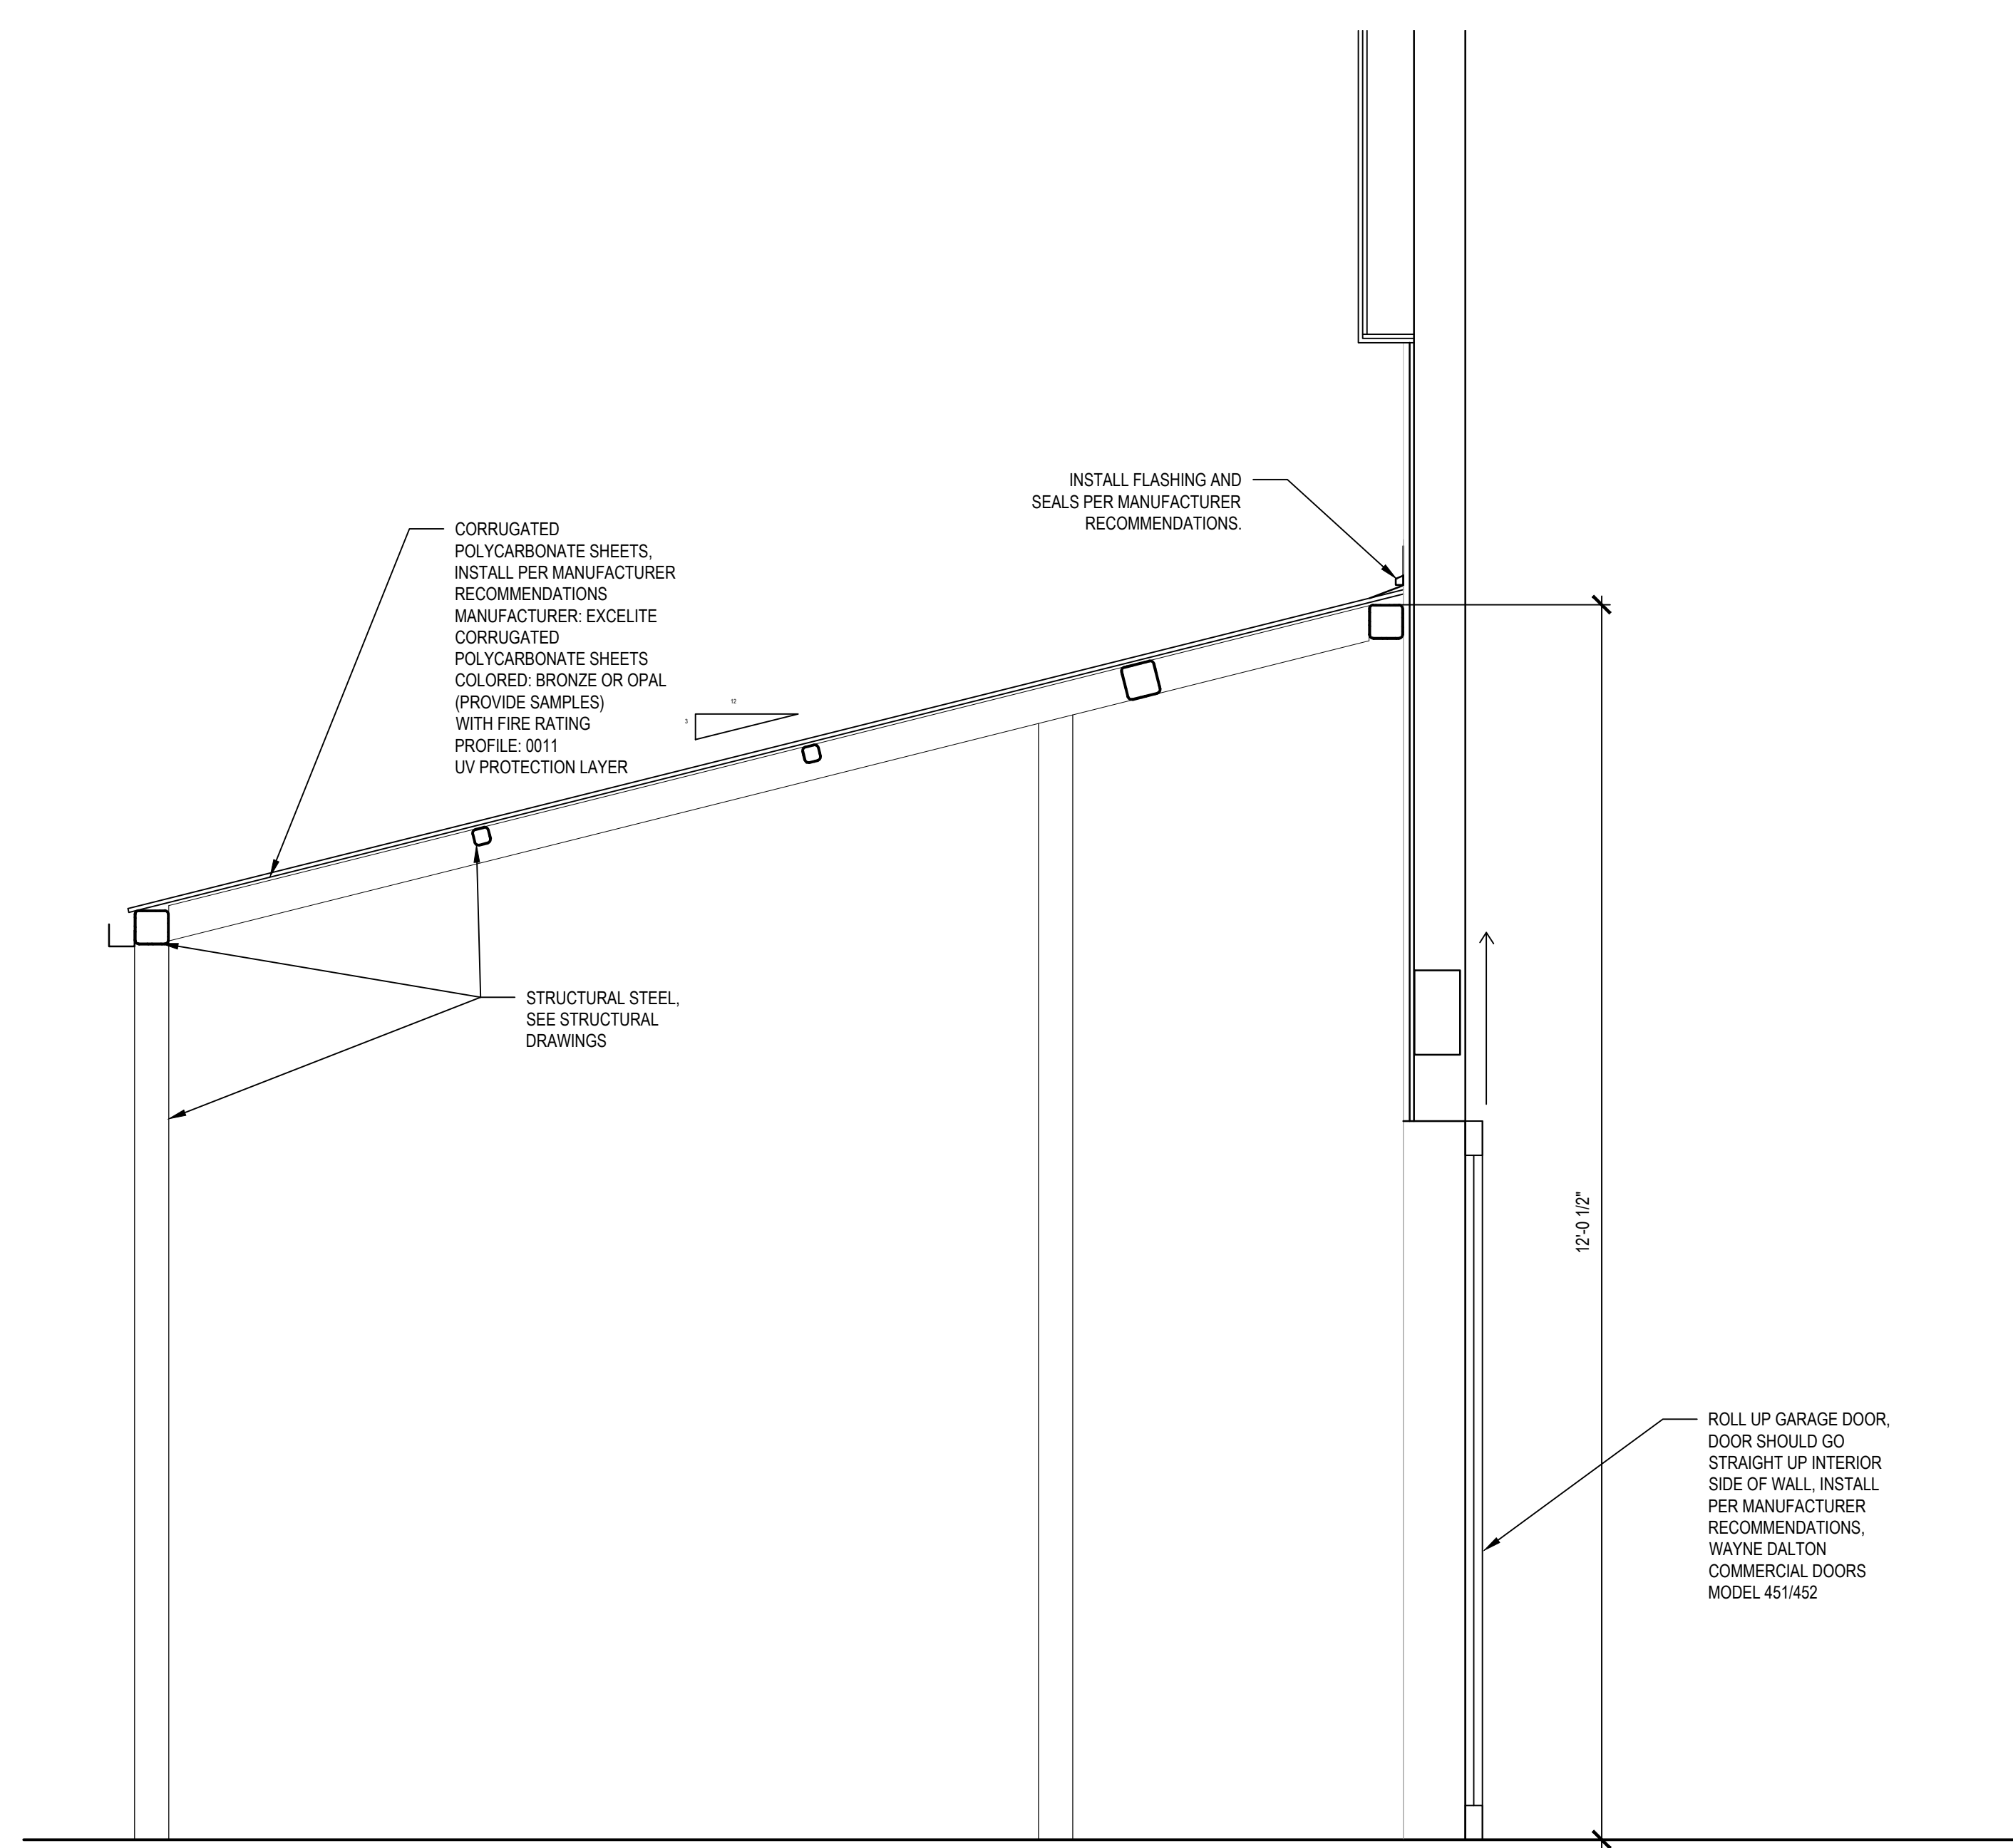 INSTALL FLASHING AND
SEALS PER MANUFACTURER
RECOMMENDATIONS.
CORRUGATED
POLYCARBONATE SHEETS,
INSTALL PER MANUFACTURER
RECOMMENDATIONS
MANUFACTURER: EXCELITE
CORRUGATED
POLYCARBONATE SHEETS
COLORED: BRONZE OR OPAL
(PROVIDE SAMPLES)
WITH FIRE RATING
PROFILE: 0011
UV PROTECTION LAYER
12
3
STRUCTURAL STEEL,
SEE STRUCTURAL
DRAWINGS
12'-0 1/2"
ROLL UP GARAGE DOOR,
DOOR SHOULD GO
STRAIGHT UP INTERIOR
SIDE OF WALL, INSTALL
PER MANUFACTURER
RECOMMENDATIONS,
WAYNE DALTON
COMMERCIAL DOORS
MODEL 451/452